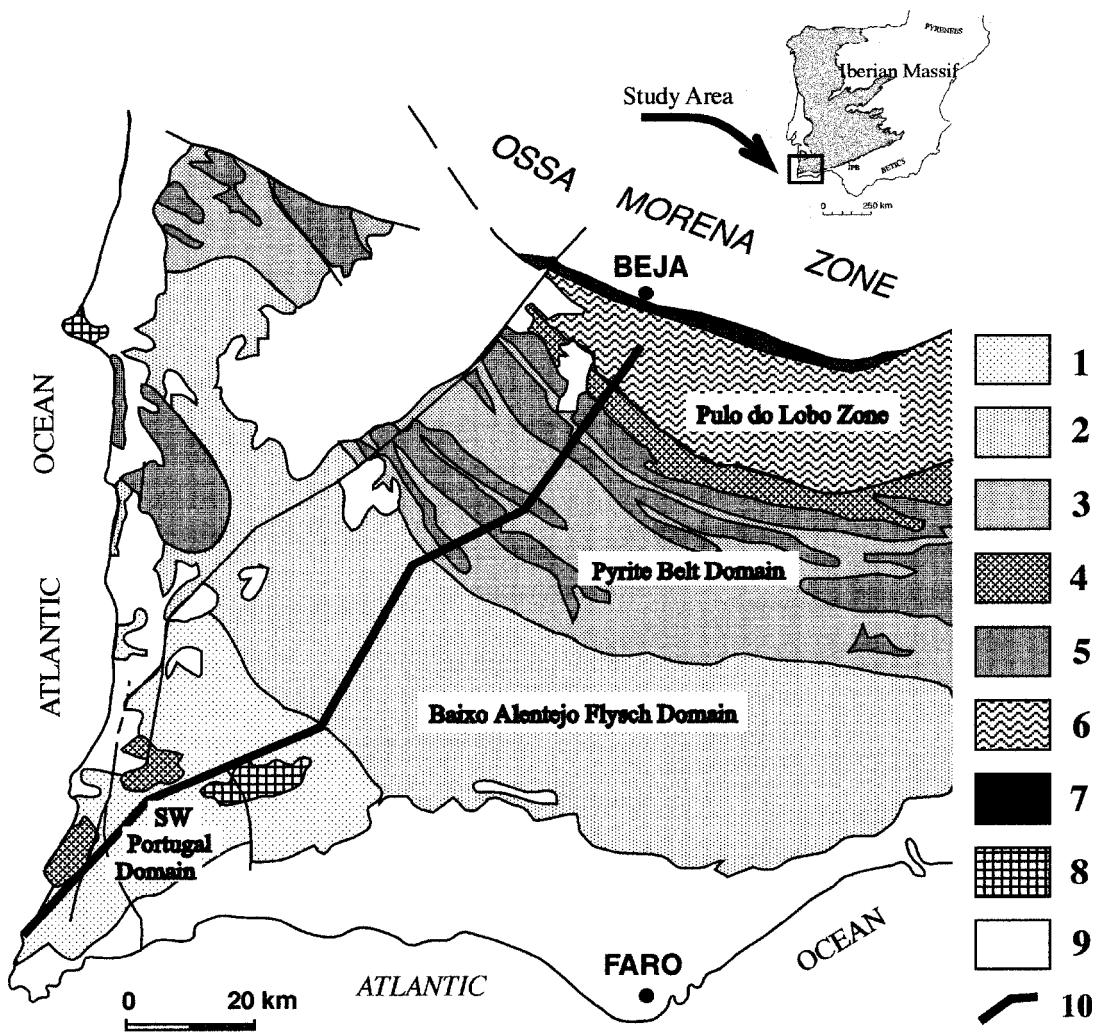 PYRENEES
Iberian Massif
Study Area
IPB
BETICS
0 250 km
OSSA MORENA ZONE
BEJA
OCEAN
ATLANTIC
Pulo do Lobo Zone
Pyrite Belt Domain
Baixo Alentejo Flysch Domain
SW
Portugal
Domain
FARO
ATLANTIC
OCEAN
0 20 km
1
2
3
4
5
6
7
8
9
10